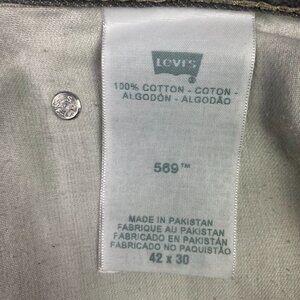 Levi's
®
100% COTTON - COTON -
ALGODÓN - ALGODÃO
569™
MADE IN PAKISTAN
FABRIQUE AU PAKISTAN
FABRICADO EN PAKISTÁN
FABRICADO NO PAQUISTÃO
42 x 30